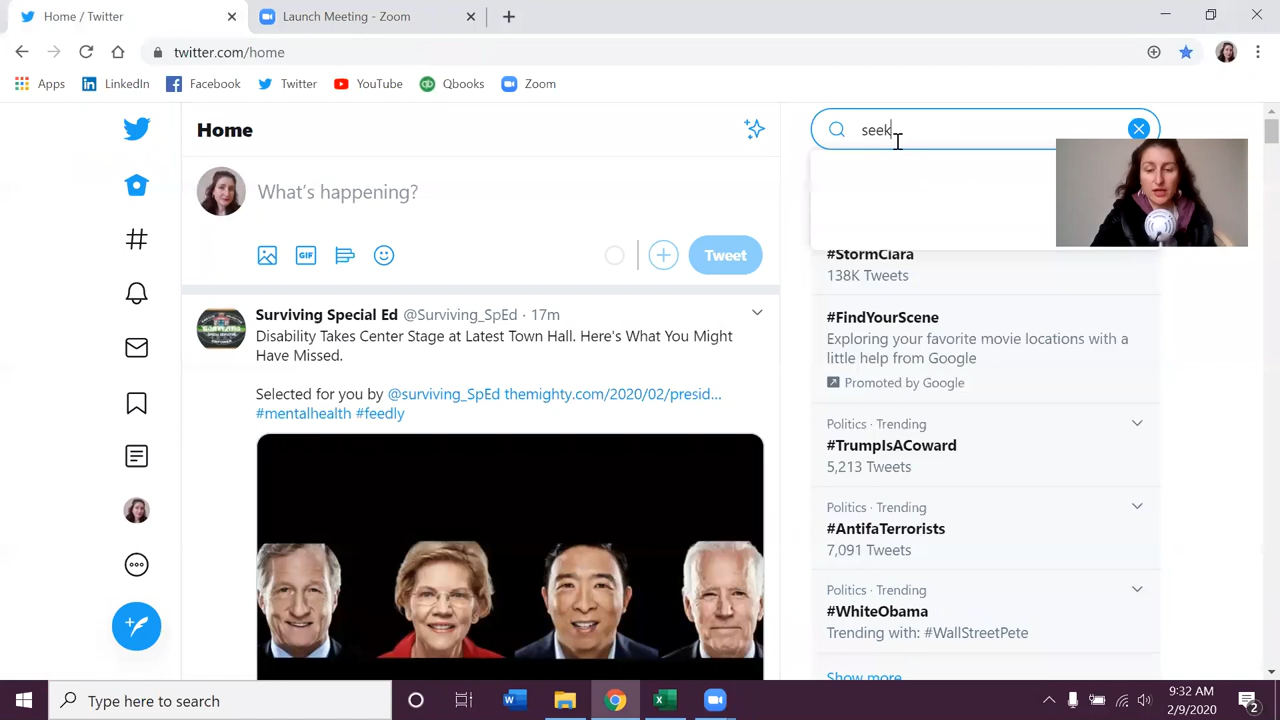 Home / Twitter
Launch Meeting - Zoom
twitter.com/home
Apps
LinkedIn
Facebook
Twitter
YouTube
Qbooks
Zoom
Home
seek
What's happening?
Tweet
Surviving Special Ed @Surviving_SpEd · 17m
Disability Takes Center Stage at Latest Town Hall. Here's What You Might
Have Missed.
Selected for you by @surviving_SpEd themighty.com/2020/02/presid...
#mentalhealth #feedly
#StormClara
138K Tweets
#FindYourScene
Exploring your favorite movie locations with a
little help from Google
Promoted by Google
Politics · Trending
#TrumpIsACoward
5,213 Tweets
Politics · Trending
#AntifaTerrorists
7,091 Tweets
Politics · Trending
#WhiteObama
Trending with: #WallStreetPete
Show more
Type here to search
9:32 AM
2/9/2020
2